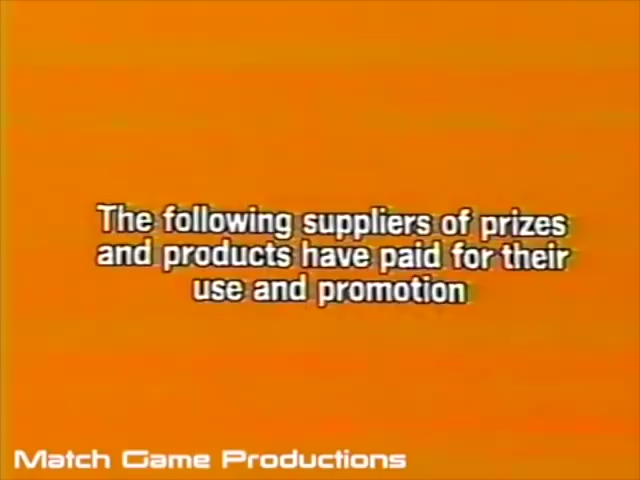 The following suppliers of prizes
and products have paid for their
use and promotion
Match Game Productions